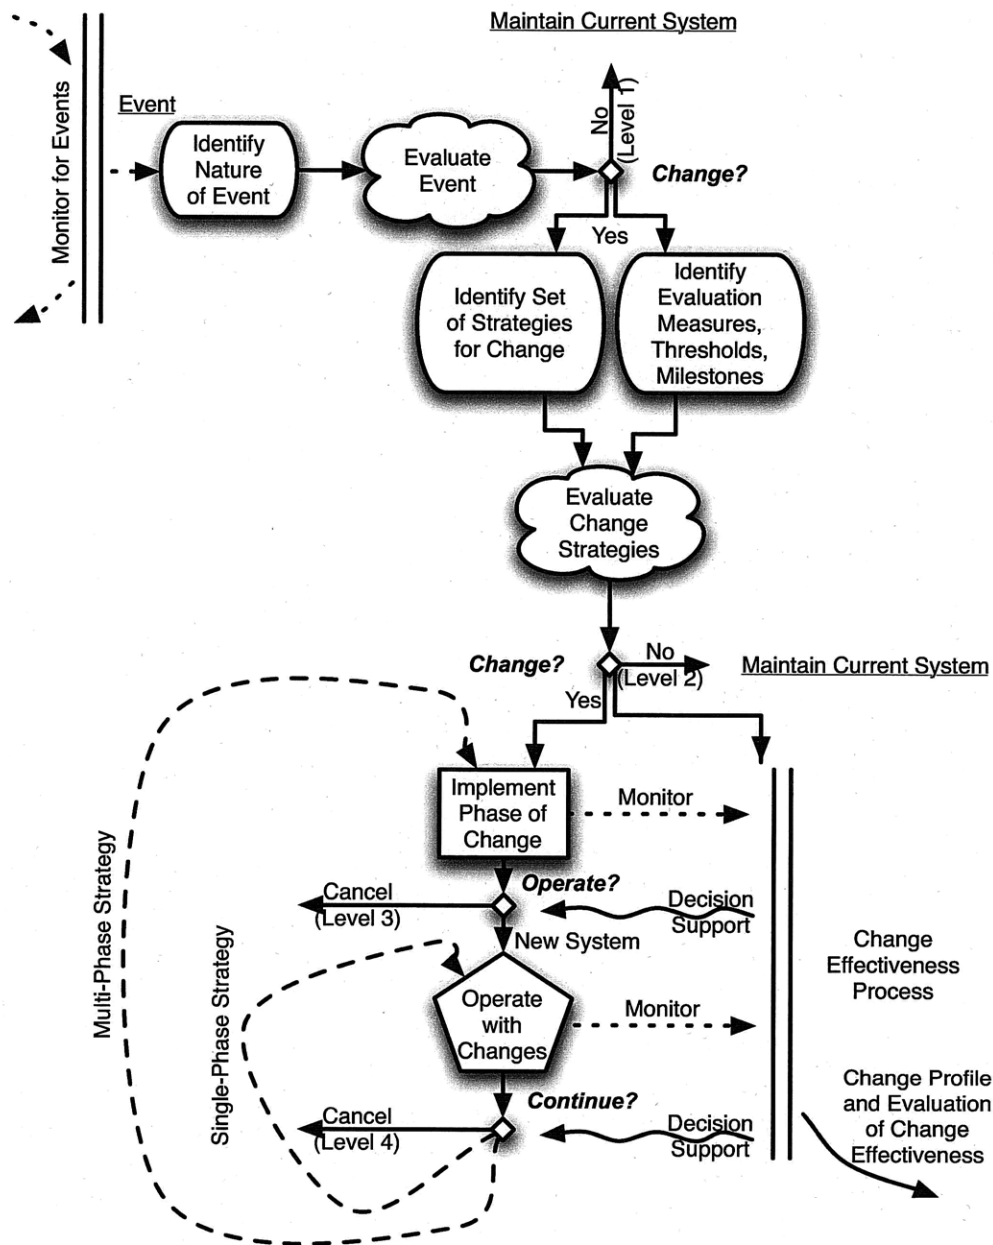 Maintain Current System
Monitor for Events
Event
Identify
Nature
of Event
Evaluate
Event
No
(Level 1)
Change?
Yes
Identify Set
of Strategies
for Change
Identify
Evaluation
Measures,
Thresholds,
Milestones
Evaluate
Change
Strategies
Change?
No
(Level 2)
Maintain Current System
Yes
Implement
Phase of
Change
Monitor
Multi-Phase Strategy
Cancel
(Level 3)
Operate?
Decision
Support
New System
Single-Phase Strategy
Operate
with
Changes
Monitor
Change
Effectiveness
Process
Cancel
(Level 4)
Continue?
Decision
Support
Change Profile
and Evaluation
of Change
Effectiveness